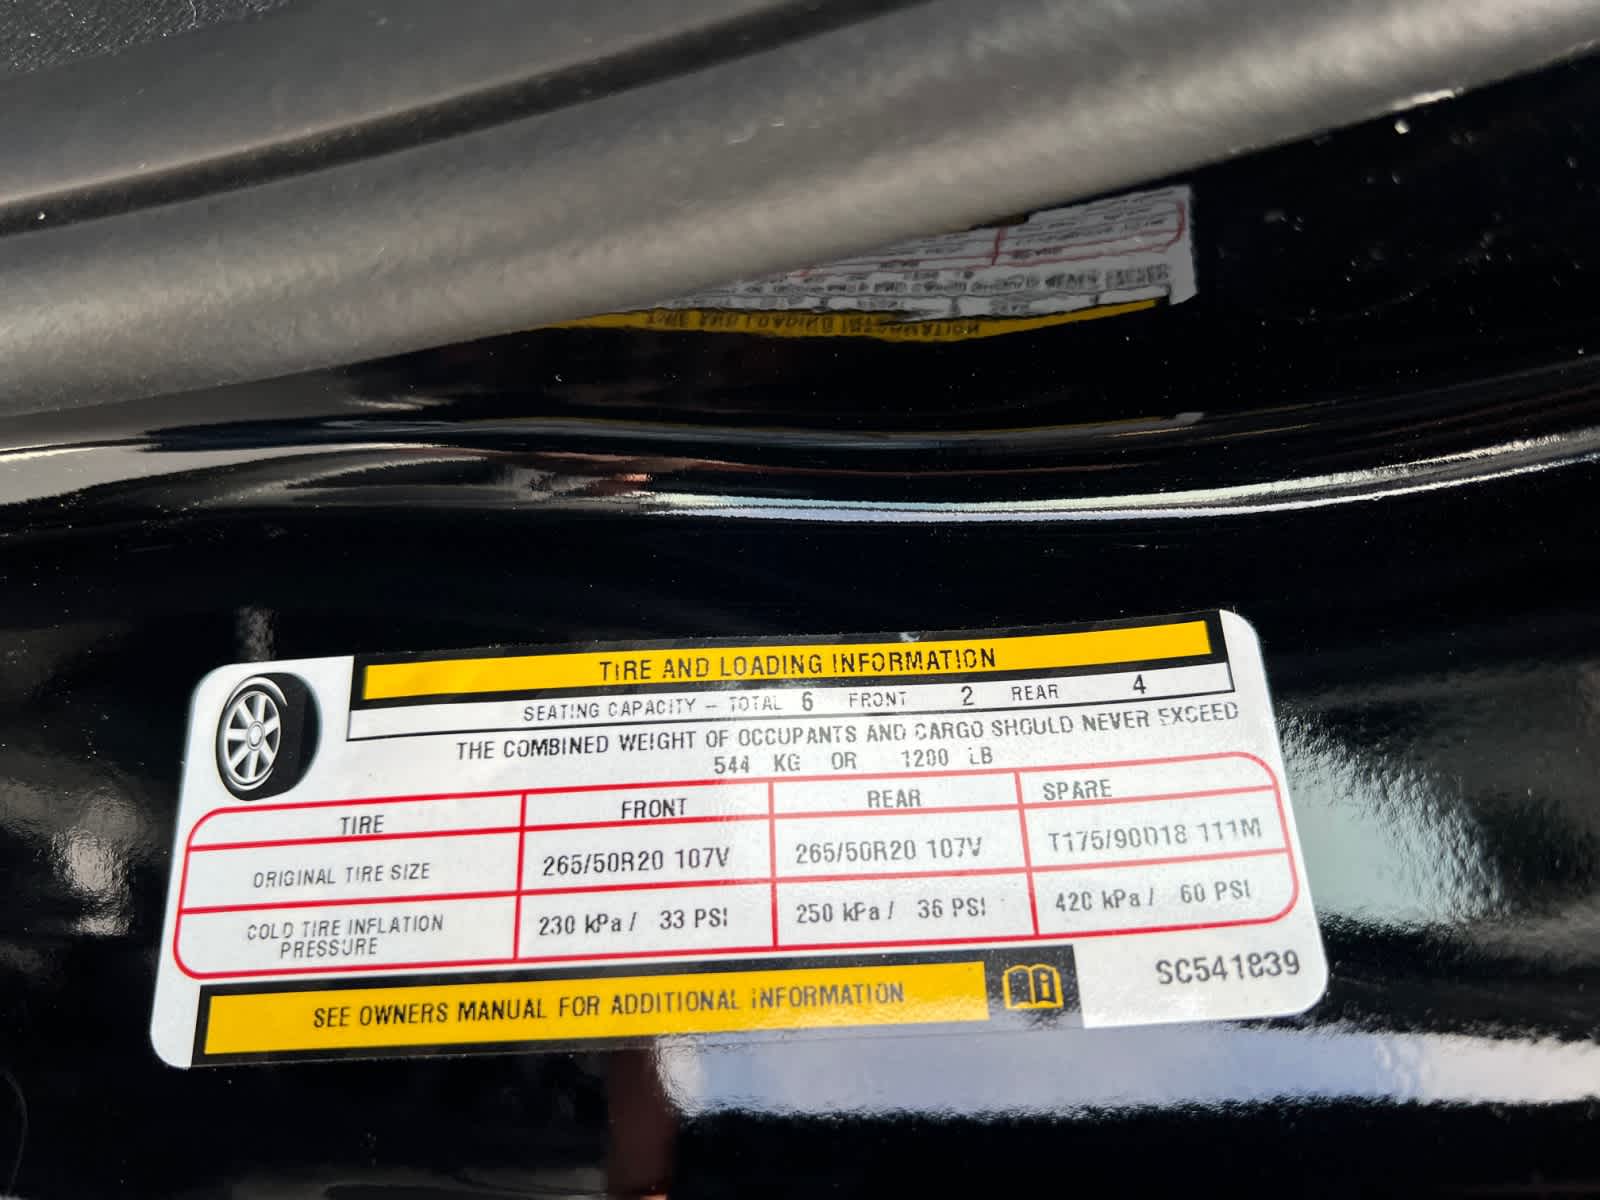 TIRE AND LOADING INFORMATION
SEATING CAPACITY – TOTAL 6 FRONT 2 REAR 4
THE COMBINED WEIGHT OF OCCUPANTS AND CARGO SHOULD NEVER EXCEED
544 KG OR 1200 LB
TIRE FRONT REAR SPARE
ORIGINAL TIRE SIZE 265/50R20 107V 265/50R20 107V T175/90D18 111M
COLD TIRE INFLATION PRESSURE 230 kPa / 33 PSI 250 kPa / 36 PSI 420 kPa / 60 PSI
SEE OWNERS MANUAL FOR ADDITIONAL INFORMATION
SC541839